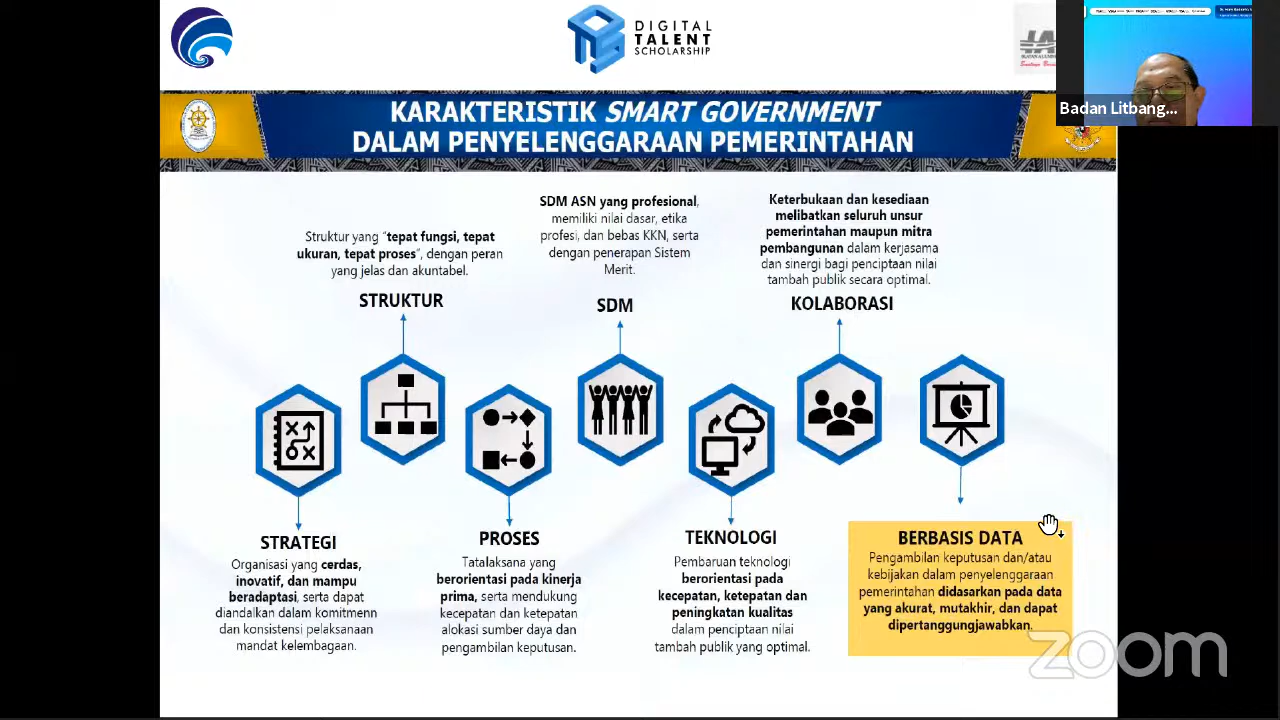 DIGITAL
TALENT
SCHOLARSHIP
Badan Litbang...
KARAKTERISTIK SMART GOVERNMENT
DALAM PENYELENGGARAAN PEMERINTAHAN
Struktur yang "tepat fungsi, tepat
ukuran, tepat proses", dengan peran
yang jelas dan akuntabel.
STRUKTUR
SDM ASN yang profesional,
memiliki nilai dasar, etika
profesi, dan bebas KKN, serta
dengan penerapan Sistem
Merit.
SDM
Keterbukaan dan kesediaan
melibatkan seluruh unsur
pemerintahan maupun mitra
pembangunan dalam kerjasama
dan sinergi bagi penciptaan nilai
tambah publik secara optimal.
KOLABORASI
STRATEGI
Organisasi yang cerdas,
inovatif, dan mampu
beradaptasi, serta dapat
diandalkan dalam komitmenn
dan konsistensi pelaksanaan
mandat kelembagaan.
PROSES
Tatalaksana yang
berorientasi pada kinerja
prima, serta mendukung
kecepatan dan ketepatan
alokasi sumber daya dan
pengambilan keputusan.
TEKNOLOGI
Pembaruan teknologi
berorientasi pada
kecepatan, ketepatan dan
peningkatan kualitas
dalam penciptaan nilai
tambah publik yang optimal.
BERBASIS DATA
Pengambilan keputusan dan/atau
kebijakan dalam penyelenggaraan
pemerintahan didasarkan pada data
yang akurat, mutakhir, dan dapat
dipertanggungjawabkan.
zoom